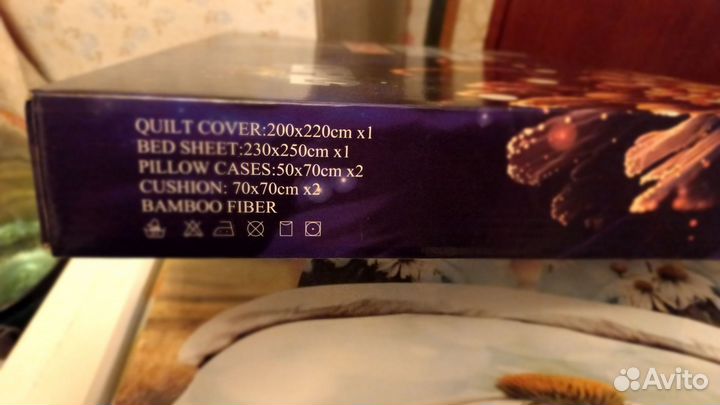 QUILT COVER:200x220cm x1
BED SHEET:230x250cm x1
PILLOW CASES:50x70cm x2
CUSHION: 70x70cm x2
BAMBOO FIBER
Avito